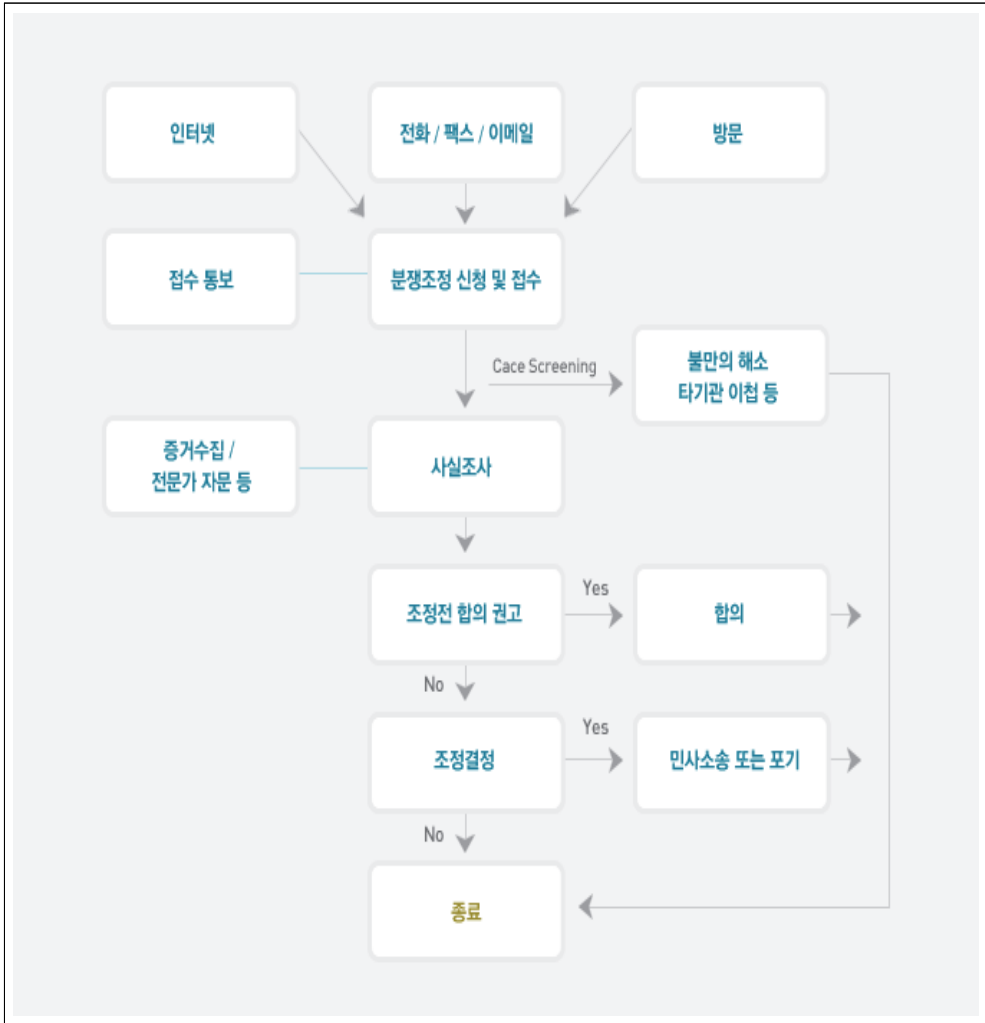 인터넷
전화 / 팩스 / 이메일
방문
접수 통보
분쟁조정 신청 및 접수
Cace Screening
불만의 해소
타기관 이첩 등
증거수집 /
전문가 자문 등
사실조사
조정전 합의 권고
Yes
합의
No
조정결정
Yes
민사소송 또는 포기
No
종료